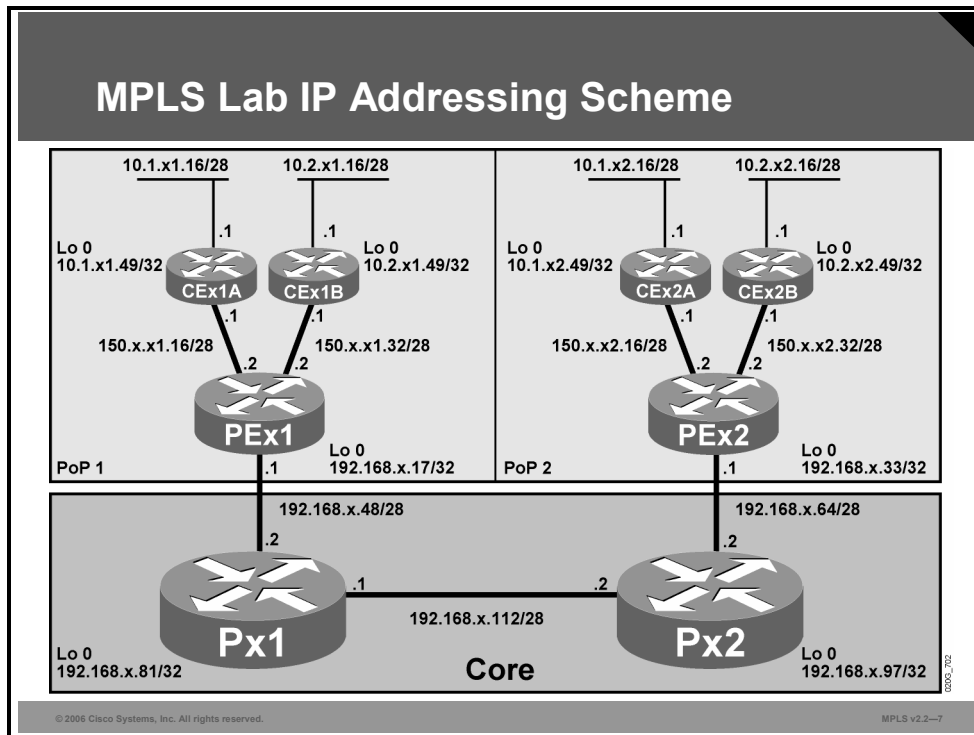 MPLS Lab IP Addressing Scheme
10.1.x1.16/28
10.2.x1.16/28
10.1.x2.16/28
10.2.x2.16/28
.1
.1
.1
.1
Lo 0
10.1.x1.49/32
Lo 0
10.2.x1.49/32
Lo 0
10.1.x2.49/32
Lo 0
10.2.x2.49/32
CEx1A
CEx1B
CEx2A
CEx2B
.1
.1
.1
.1
150.x.x1.16/28
150.x.x1.32/28
150.x.x2.16/28
150.x.x2.32/28
.2
.2
.2
.2
PEx1
PEx2
PoP 1
.1
Lo 0
192.168.x.17/32
PoP 2
.1
Lo 0
192.168.x.33/32
192.168.x.48/28
192.168.x.64/28
.2
.2
.1
.2
192.168.x.112/28
Px1
Px2
Lo 0
192.168.x.81/32
Core
Lo 0
192.168.x.97/32
020G_702
© 2006 Cisco Systems, Inc. All rights reserved.
MPLS v2.2—7